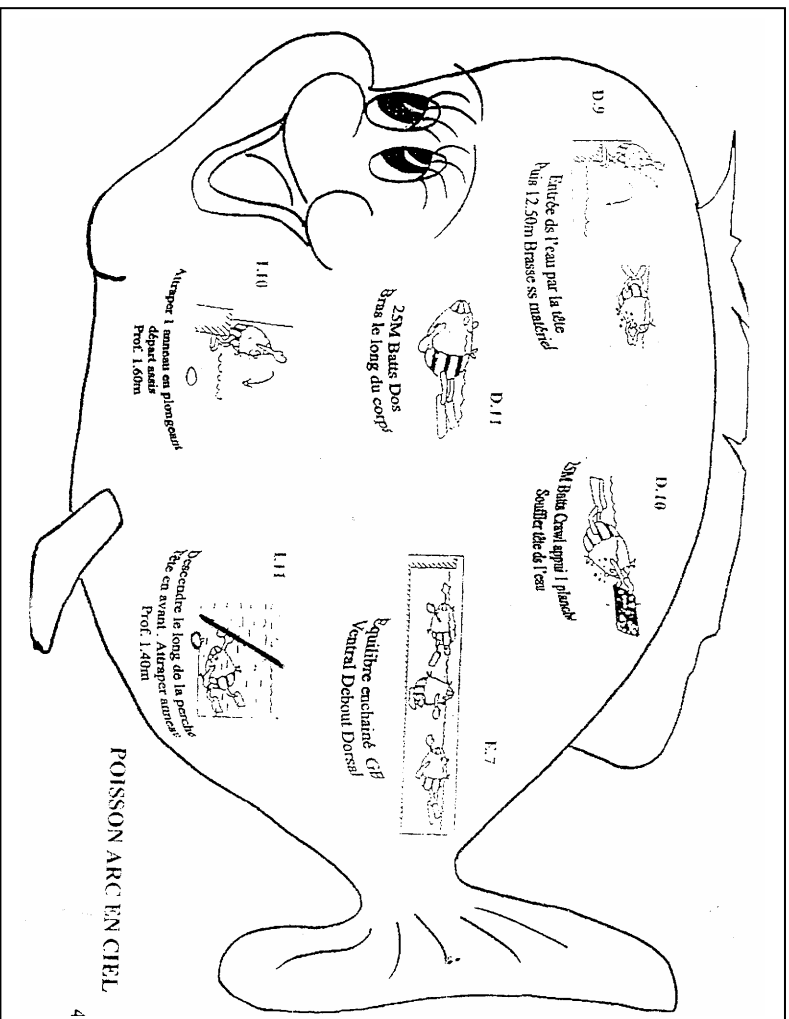 D.9
Entrée ds l'eau par la tête
Puis 12.50m Brasse ss matériel
D.10
Batts Crawl appui 1 planche
Souffler tête ds l'eau
D.11
25M Batts Dos
Bras le long du corps
E.7
Equilibre enchainé GB
Ventral Debout Dorsal
I.10
Attraper 1 anneau en plongeant
départ assis
Prof. 1.60m
I.11
Descendre le long de la perche
tête en avant . Attraper anneau
Prof. 1.40m
POISSON ARC EN CIEL
4